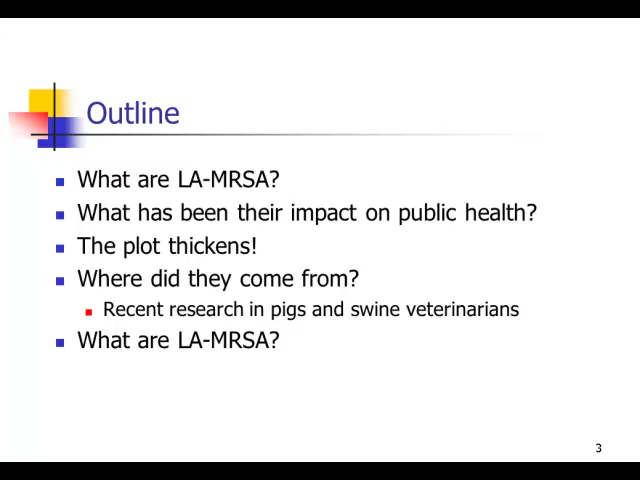 Outline
What are LA-MRSA?
What has been their impact on public health?
The plot thickens!
Where did they come from?
Recent research in pigs and swine veterinarians
What are LA-MRSA?
3